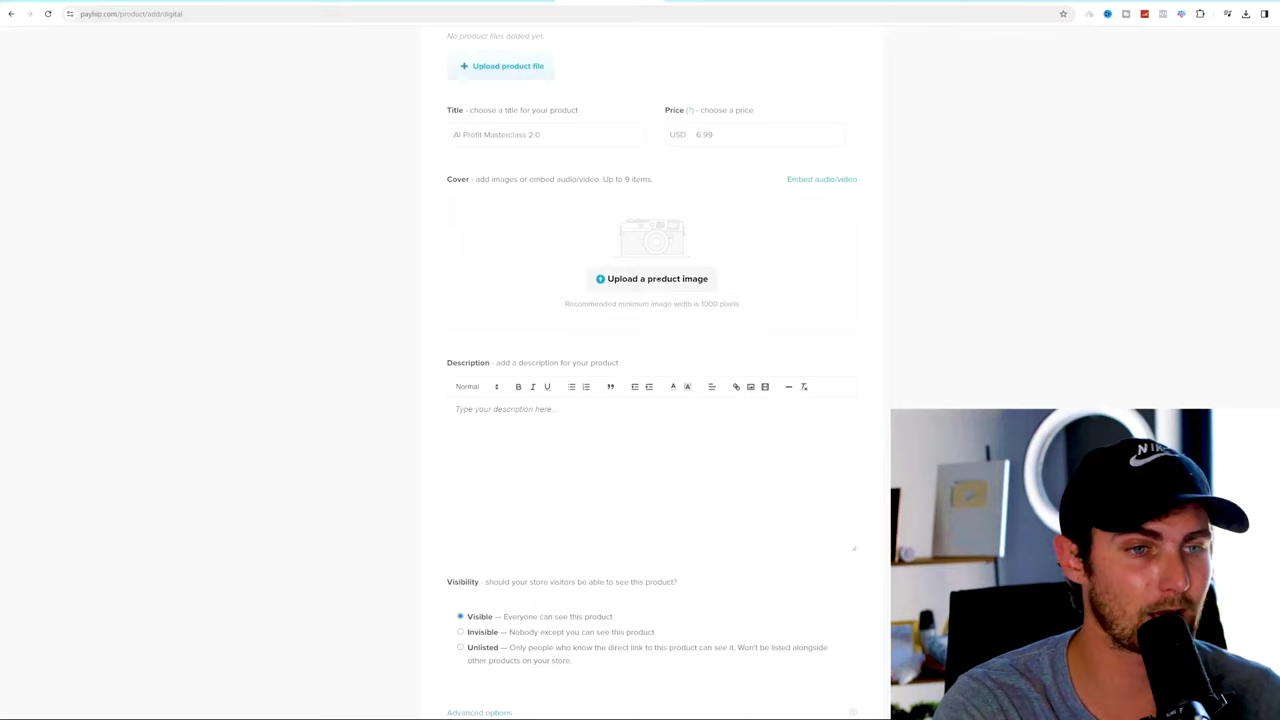 payhip.com/product/add/digital
No product files added yet.
+ Upload product file
Title - choose a title for your product
Price (?) - choose a price
AI Profit Masterclass 2.0
USD 6.99
Cover - add images or embed audio/video. Up to 9 items.
Embed audio/video
Upload a product image
Recommended minimum image width is 1000 pixels
Description - add a description for your product
Normal
B I U
Type your description here...
Visibility - should your store visitors be able to see this product?
Visible — Everyone can see this product
Invisible — Nobody except you can see this product
Unlisted — Only people who know the direct link to this product can see it. Won't be listed alongside
other products on your store.
Advanced options